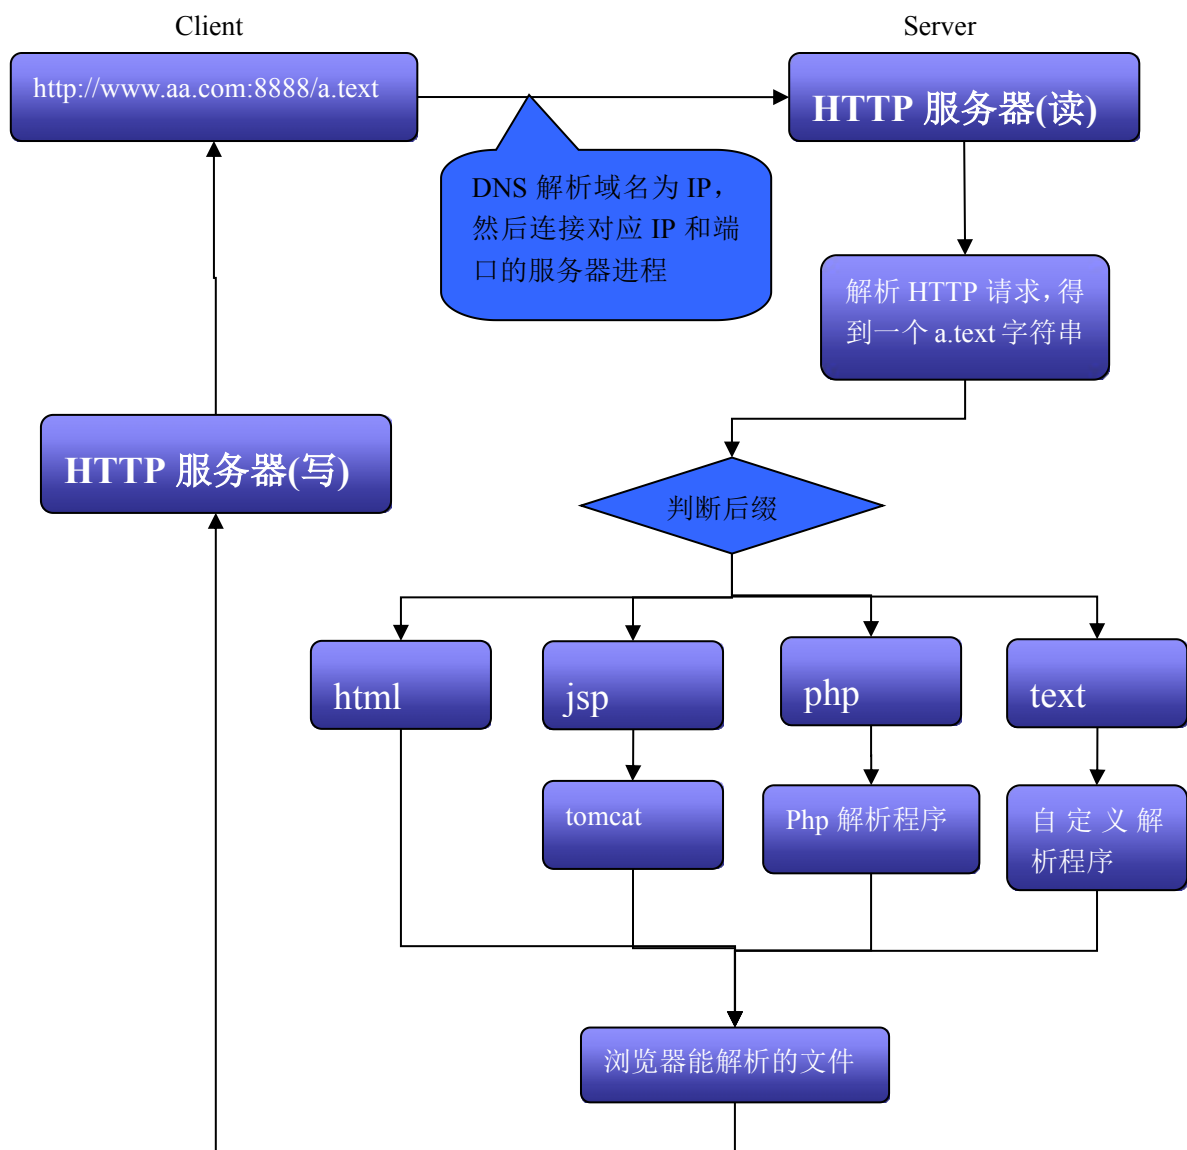 Client
Server
http://www.aa.com:8888/a.text
HTTP 服务器(读)
DNS 解析域名为 IP，
然后连接对应 IP 和端
口的服务器进程
解析 HTTP 请求，得
到一个 a.text 字符串
HTTP 服务器(写)
判断后缀
html
jsp
php
text
tomcat
Php 解析程序
自定义解
析程序
浏览器能解析的文件